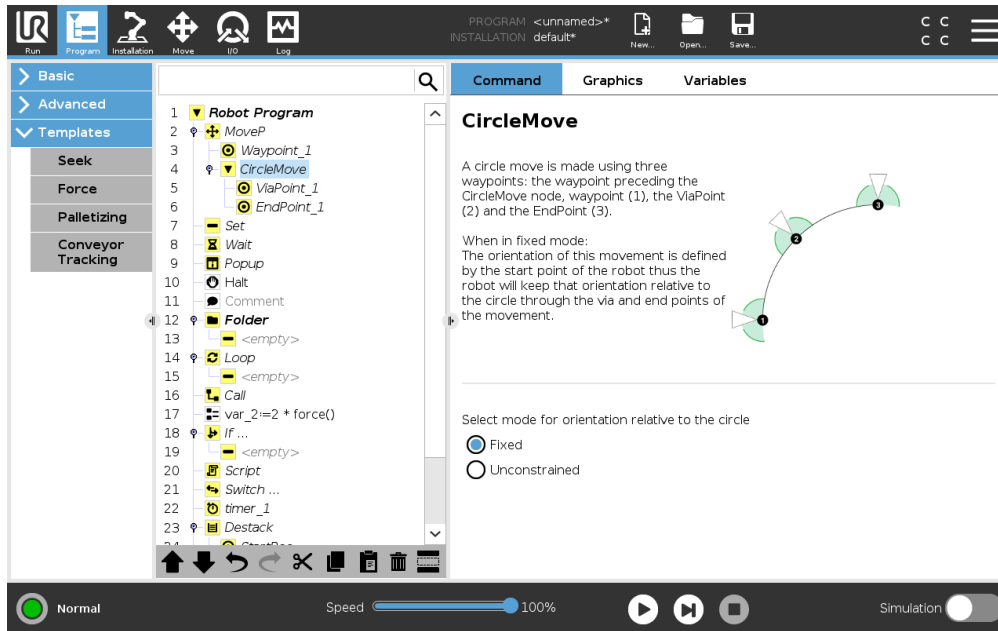 PROGRAM <unnamed>*
INSTALLATION default*
C C
C C
UR
Run
Program
Installation
Move
I/O
Log
New...
Open...
Save...
Basic
Advanced
Templates
Seek
Force
Palletizing
Conveyor
Tracking
1 Robot Program
2 MoveP
3 Waypoint_1
4 CircleMove
5 ViaPoint_1
6 EndPoint_1
7 Set
8 Wait
9 Popup
10 Halt
11 Comment
12 Folder
13 <empty>
14 Loop
15 <empty>
16 Call
17 var_2:=2 * force()
18 If ...
19 <empty>
20 Script
21 Switch ...
22 timer_1
23 Destack
24 StartPos
Command
Graphics
Variables
CircleMove
A circle move is made using three
waypoints: the waypoint preceding the
CircleMove node, waypoint (1), the ViaPoint
(2) and the EndPoint (3).
When in fixed mode:
The orientation of this movement is defined
by the start point of the robot thus the
robot will keep that orientation relative to
the circle through the via and end points of
the movement.
1
2
3
Select mode for orientation relative to the circle
Fixed
Unconstrained
Normal
Speed 100%
Simulation